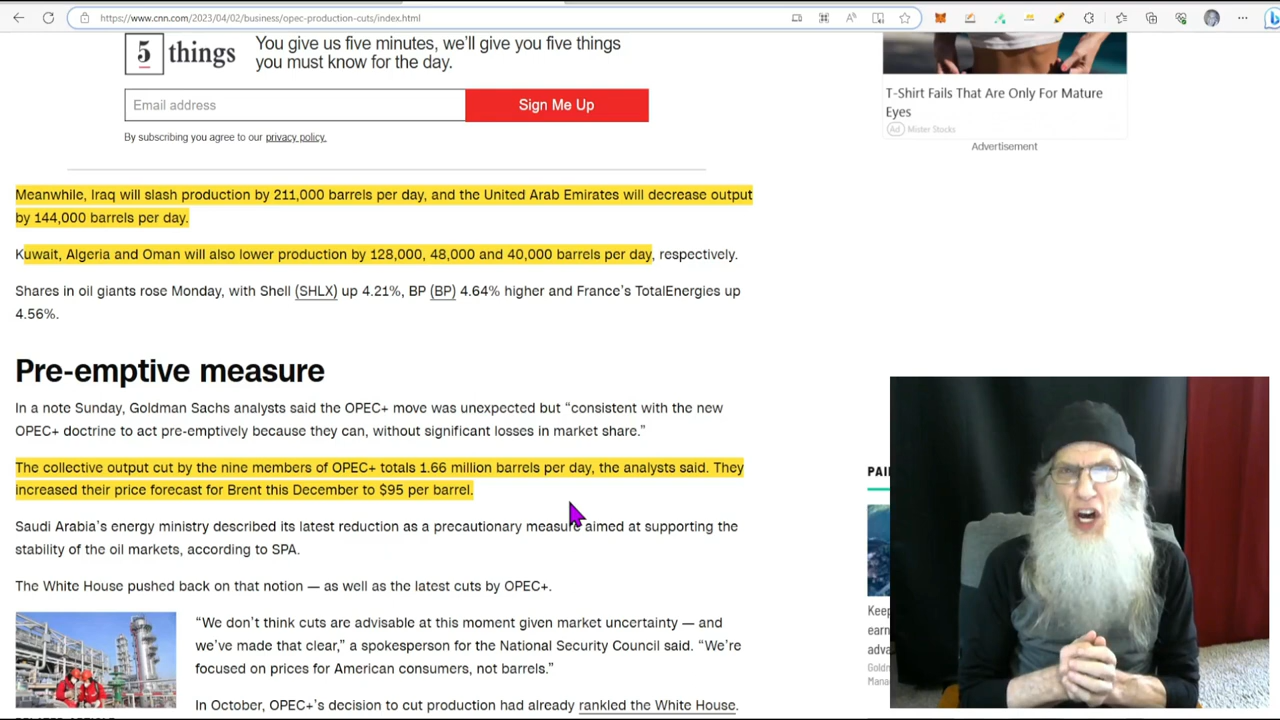 https://www.cnn.com/2023/04/02/business/opec-production-cuts/index.html
5 things
You give us five minutes, we'll give you five things
you must know for the day.
Email address
Sign Me Up
By subscribing you agree to our privacy policy.
T-Shirt Fails That Are Only For Mature
Eyes
Ad Mister Stocks
Advertisement
Meanwhile, Iraq will slash production by 211,000 barrels per day, and the United Arab Emirates will decrease output
by 144,000 barrels per day.
Kuwait, Algeria and Oman will also lower production by 128,000, 48,000 and 40,000 barrels per day, respectively.
Shares in oil giants rose Monday, with Shell (SHLX) up 4.21%, BP (BP) 4.64% higher and France's TotalEnergies up
4.56%.
Pre-emptive measure
In a note Sunday, Goldman Sachs analysts said the OPEC+ move was unexpected but “consistent with the new
OPEC+ doctrine to act pre-emptively because they can, without significant losses in market share.”
The collective output cut by the nine members of OPEC+ totals 1.66 million barrels per day, the analysts said. They
increased their price forecast for Brent this December to $95 per barrel.
Saudi Arabia's energy ministry described its latest reduction as a precautionary measure aimed at supporting the
stability of the oil markets, according to SPA.
The White House pushed back on that notion — as well as the latest cuts by OPEC+.
“We don't think cuts are advisable at this moment given market uncertainty — and
we've made that clear,” a spokesperson for the National Security Council said. “We're
focused on prices for American consumers, not barrels.”
In October, OPEC+'s decision to cut production had already rankled the White House.
PAI
Keep
earn
adva
Goldn
Manag